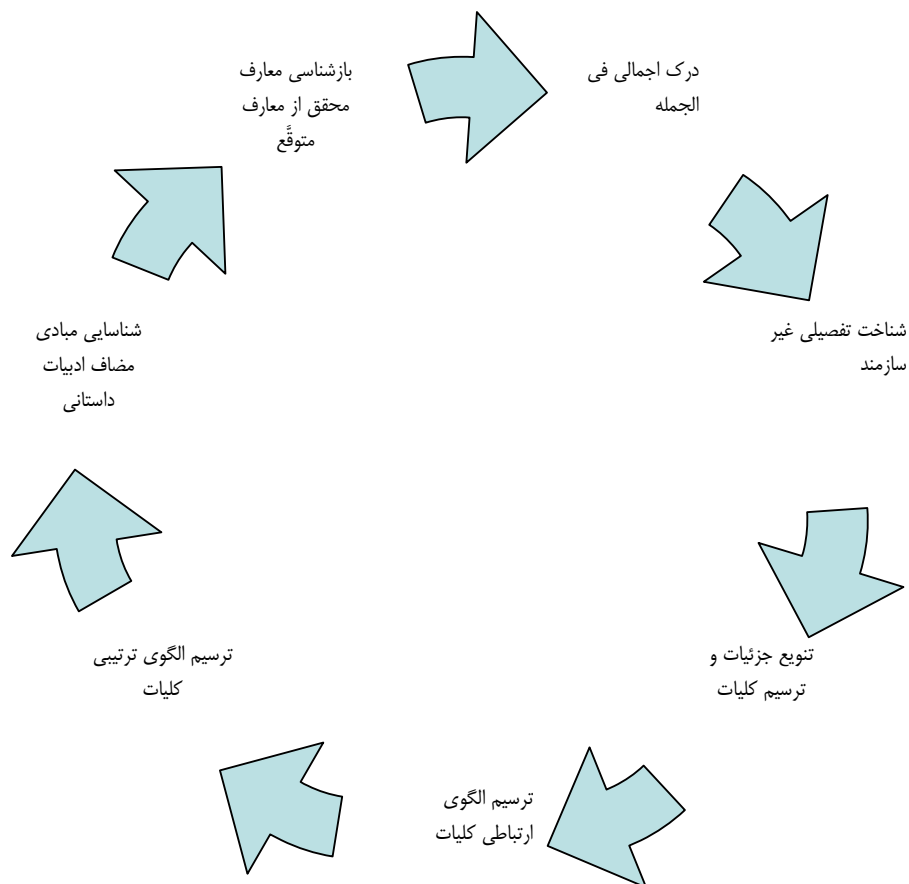 درک اجمالی فی
الجمله
شناخت تفصیلی غیر
سازمند
تنویع جزئیات و
ترسیم کلیات
ترسیم الگوی
ارتباطی کلیات
ترسیم الگوی ترتیبی
کلیات
شناسایی مبادی
مضاف ادبیات
داستانی
بازشناسی معارف
محقق از معارف
متوقَّع